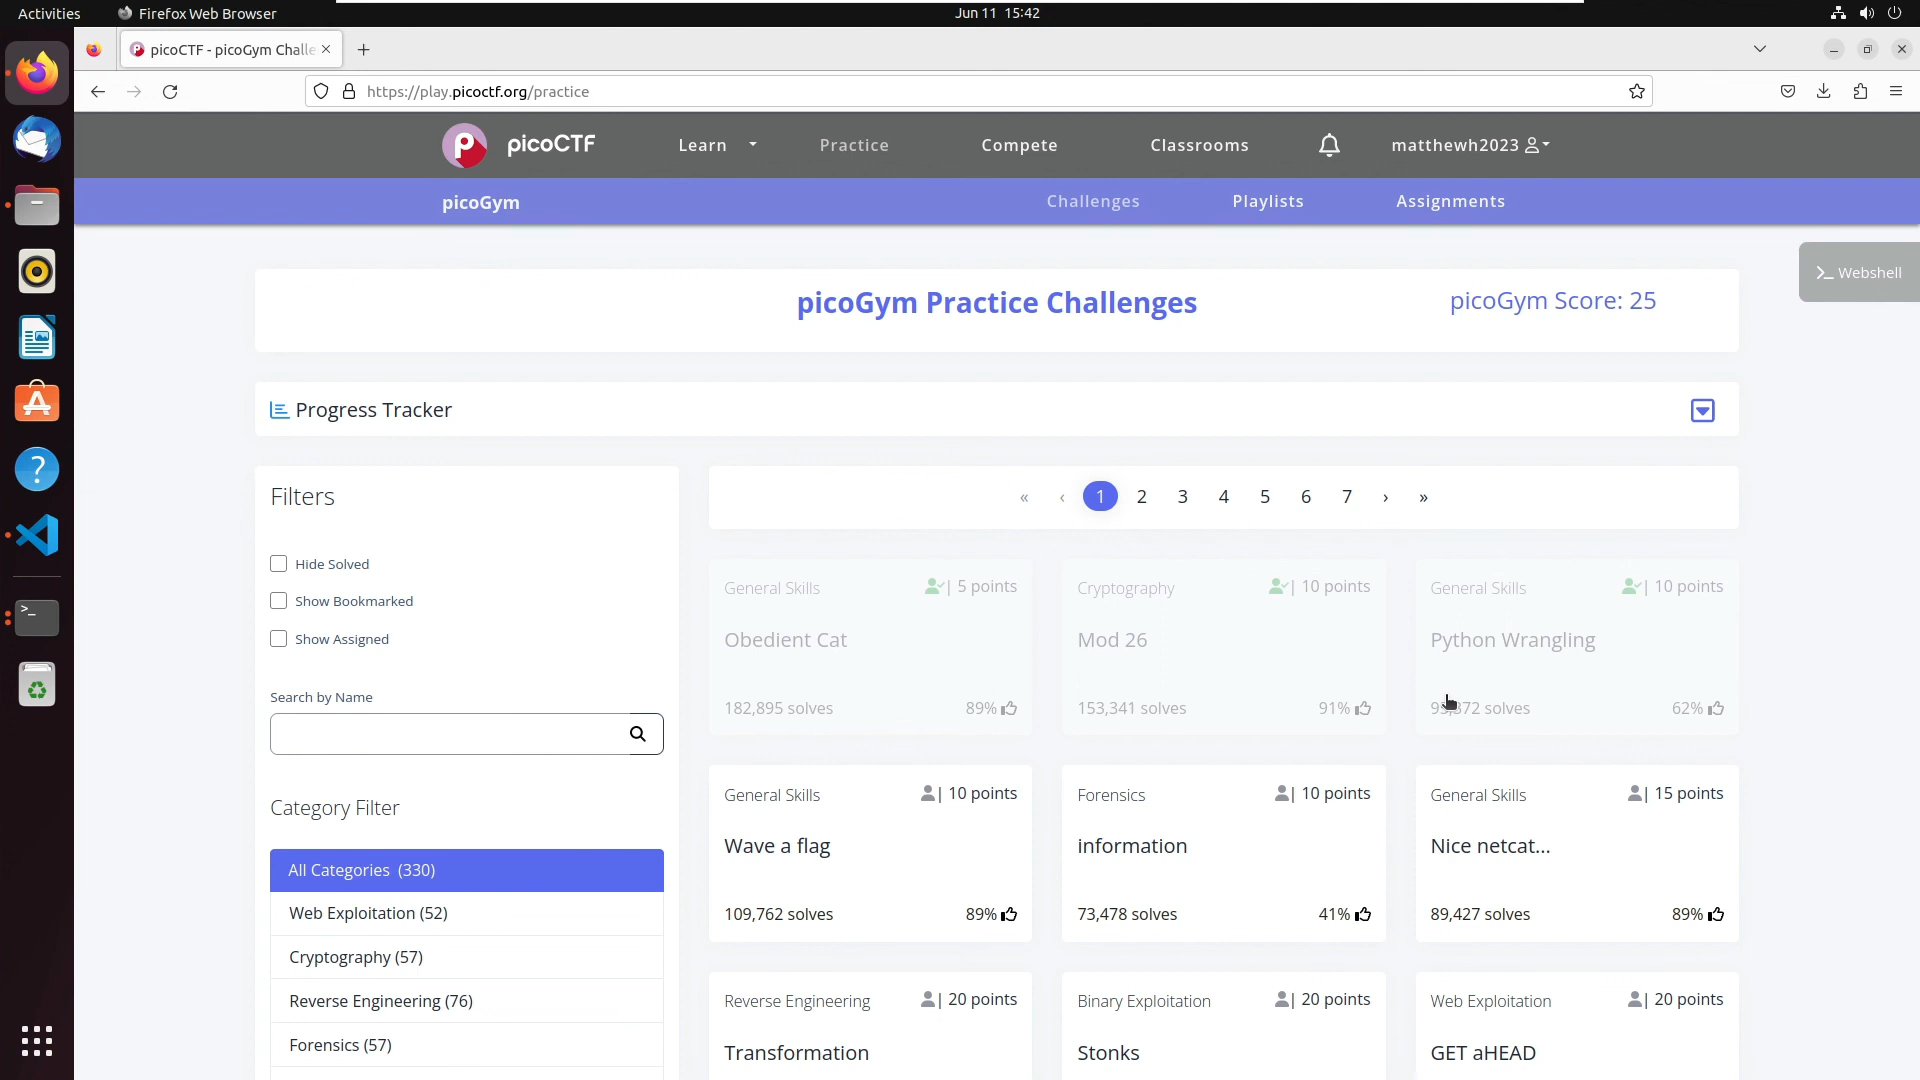 Activities
Firefox Web Browser
Jun 11 15:42
picoCTF - picoGym Challe
https://play.picoctf.org/practice
picoCTF
Learn
Practice
Compete
Classrooms
matthewh2023
picoGym
Challenges
Playlists
Assignments
>_ Webshell
picoGym Practice Challenges
picoGym Score: 25
Progress Tracker
Filters
Hide Solved
Show Bookmarked
Show Assigned
Search by Name
Category Filter
All Categories (330)
Web Exploitation (52)
Cryptography (57)
Reverse Engineering (76)
Forensics (57)
« ‹ 1 2 3 4 5 6 7 › »
General Skills | 5 points
Obedient Cat
182,895 solves 89%
Cryptography | 10 points
Mod 26
153,341 solves 91%
General Skills | 10 points
Python Wrangling
solves 62%
General Skills | 10 points
Wave a flag
109,762 solves 89%
Forensics | 10 points
information
73,478 solves 41%
General Skills | 15 points
Nice netcat...
89,427 solves 89%
Reverse Engineering | 20 points
Transformation
Binary Exploitation | 20 points
Stonks
Web Exploitation | 20 points
GET aHEAD